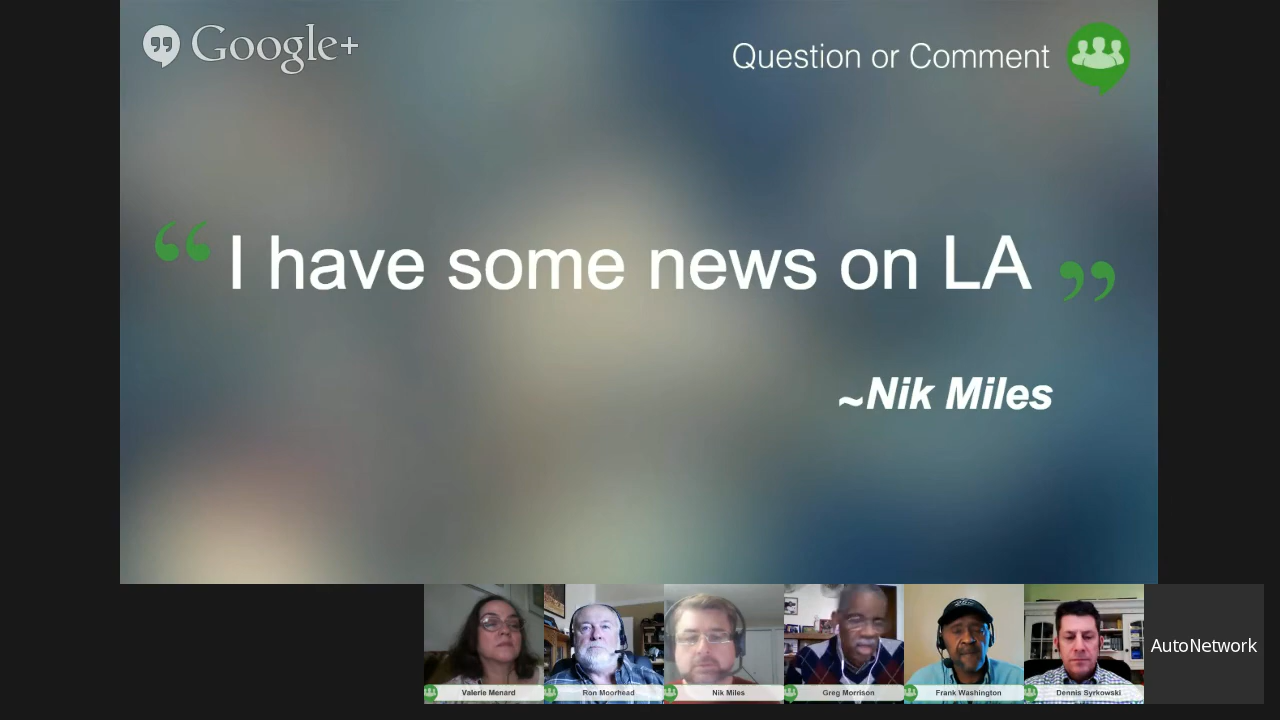 Google+
Question or Comment
“ I have some news on LA ”
~Nik Miles
Valerie Menard
Ron Moorhead
Nik Miles
Greg Morrison
Frank Washington
Dennis Syrkowski
AutoNetwork